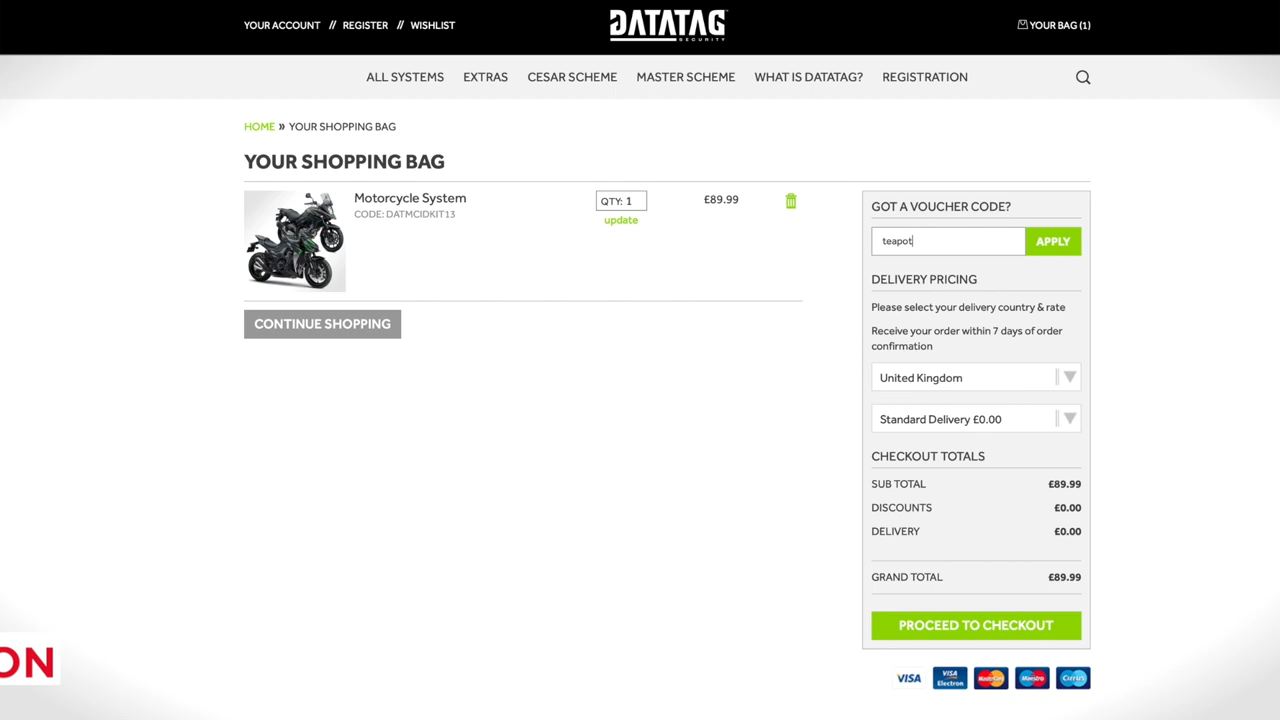 YOUR ACCOUNT // REGISTER // WISHLIST
DATATAG
SECURITY
YOUR BAG (1)
ALL SYSTEMS EXTRAS CESAR SCHEME MASTER SCHEME WHAT IS DATATAG? REGISTRATION
HOME » YOUR SHOPPING BAG
YOUR SHOPPING BAG
Motorcycle System
CODE: DATMCIDKIT13
QTY: 1
update
£89.99
CONTINUE SHOPPING
GOT A VOUCHER CODE?
teapot
APPLY
DELIVERY PRICING
Please select your delivery country & rate
Receive your order within 7 days of order
confirmation
United Kingdom
Standard Delivery £0.00
CHECKOUT TOTALS
SUB TOTAL £89.99
DISCOUNTS £0.00
DELIVERY £0.00
GRAND TOTAL £89.99
PROCEED TO CHECKOUT
ON
VISA
VISA
Electron
MasterCard
Maestro
Cirrus